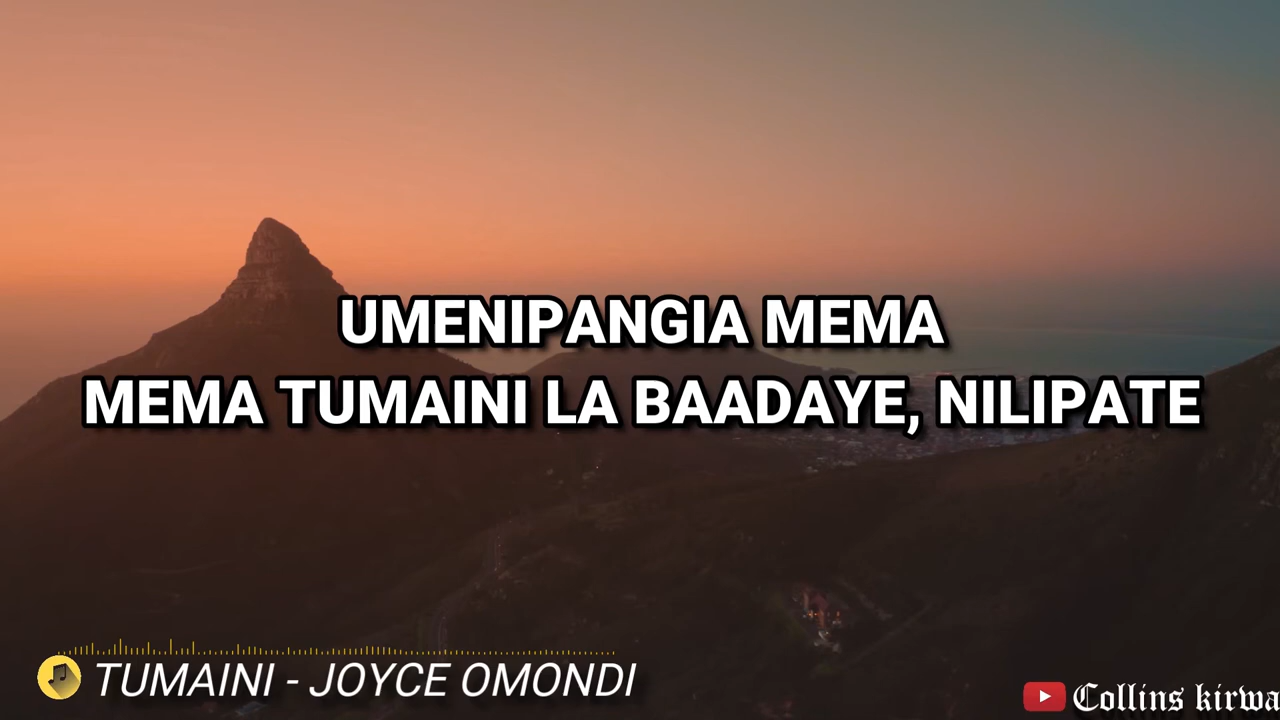 UMENIPANGIA MEMA
MEMA TUMAINI LA BAADAYE, NILIPATE
TUMAINI - JOYCE OMONDI
Collins kirwa